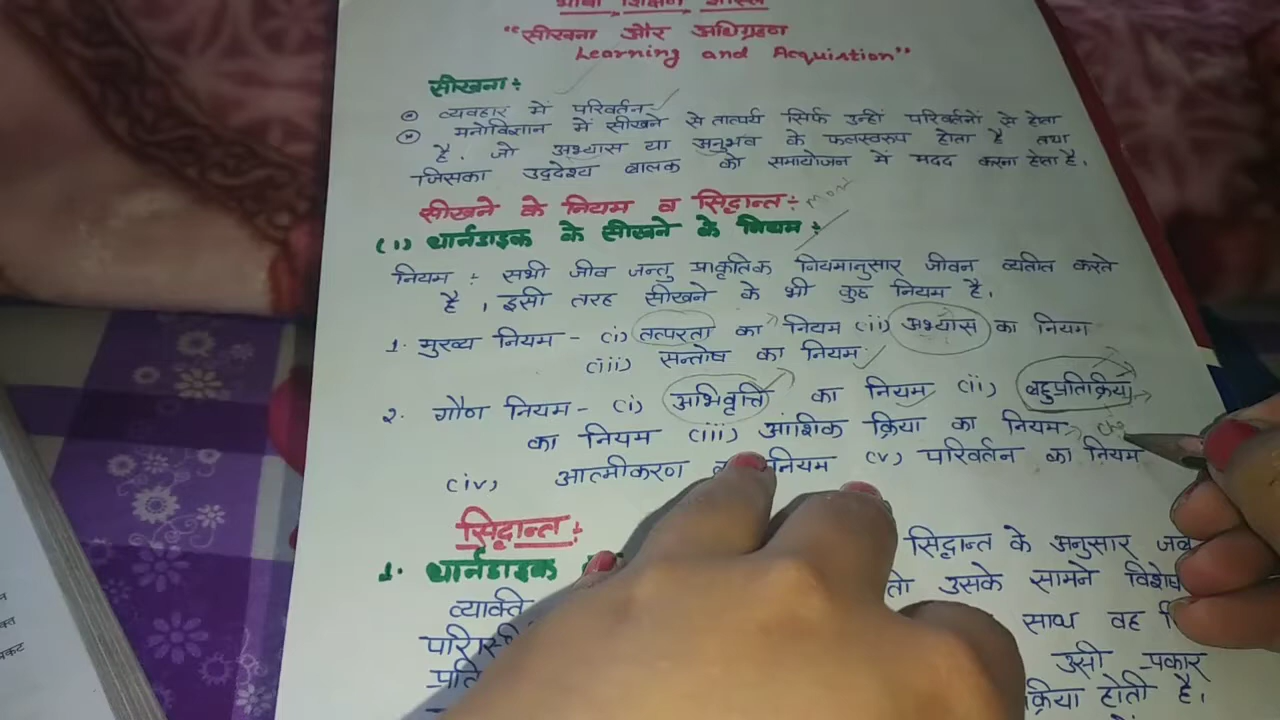 भाषा शिक्षण शास्त्र
"सीखना और अधिग्रहण
Learning and Acquistion"
सीखना :
व्यवहार में परिवर्तन
मनोविज्ञान में सीखने से तात्पर्य सिर्फ उन्हीं परिवर्तनों से होता
है. जो अभ्यास या अनुभव के फलस्वरुप होता है तथा
जिसका उद्देश्य बालक को समायोजन में मदद करना होता है.
सीखने के नियम व सिद्धान्त :
(1) थार्नडाइक के सीखने के नियम :
नियम : सभी जीव जन्तु प्राकृतिक नियमानुसार जीवन व्यतीत करते
है, इसी तरह सीखने के भी कुछ नियम है.
1. मुख्य नियम - (i) तत्परता का नियम (ii) अभ्यास का नियम
(iii) सन्तोष का नियम
2. गौण नियम - (i) अभिवृत्ति का नियम (ii) बहुप्रतिक्रिया
का नियम (iii) आंशिक क्रिया का नियम
(iv) आत्मीकरण नियम (v) परिवर्तन का नियम
सिद्धान्त :
1. थार्नडाइक सिद्धान्त के अनुसार जब
व्यक्ति तो उसके सामने विशेष
साथ वह
उसी प्रकार
क्रिया होती है.